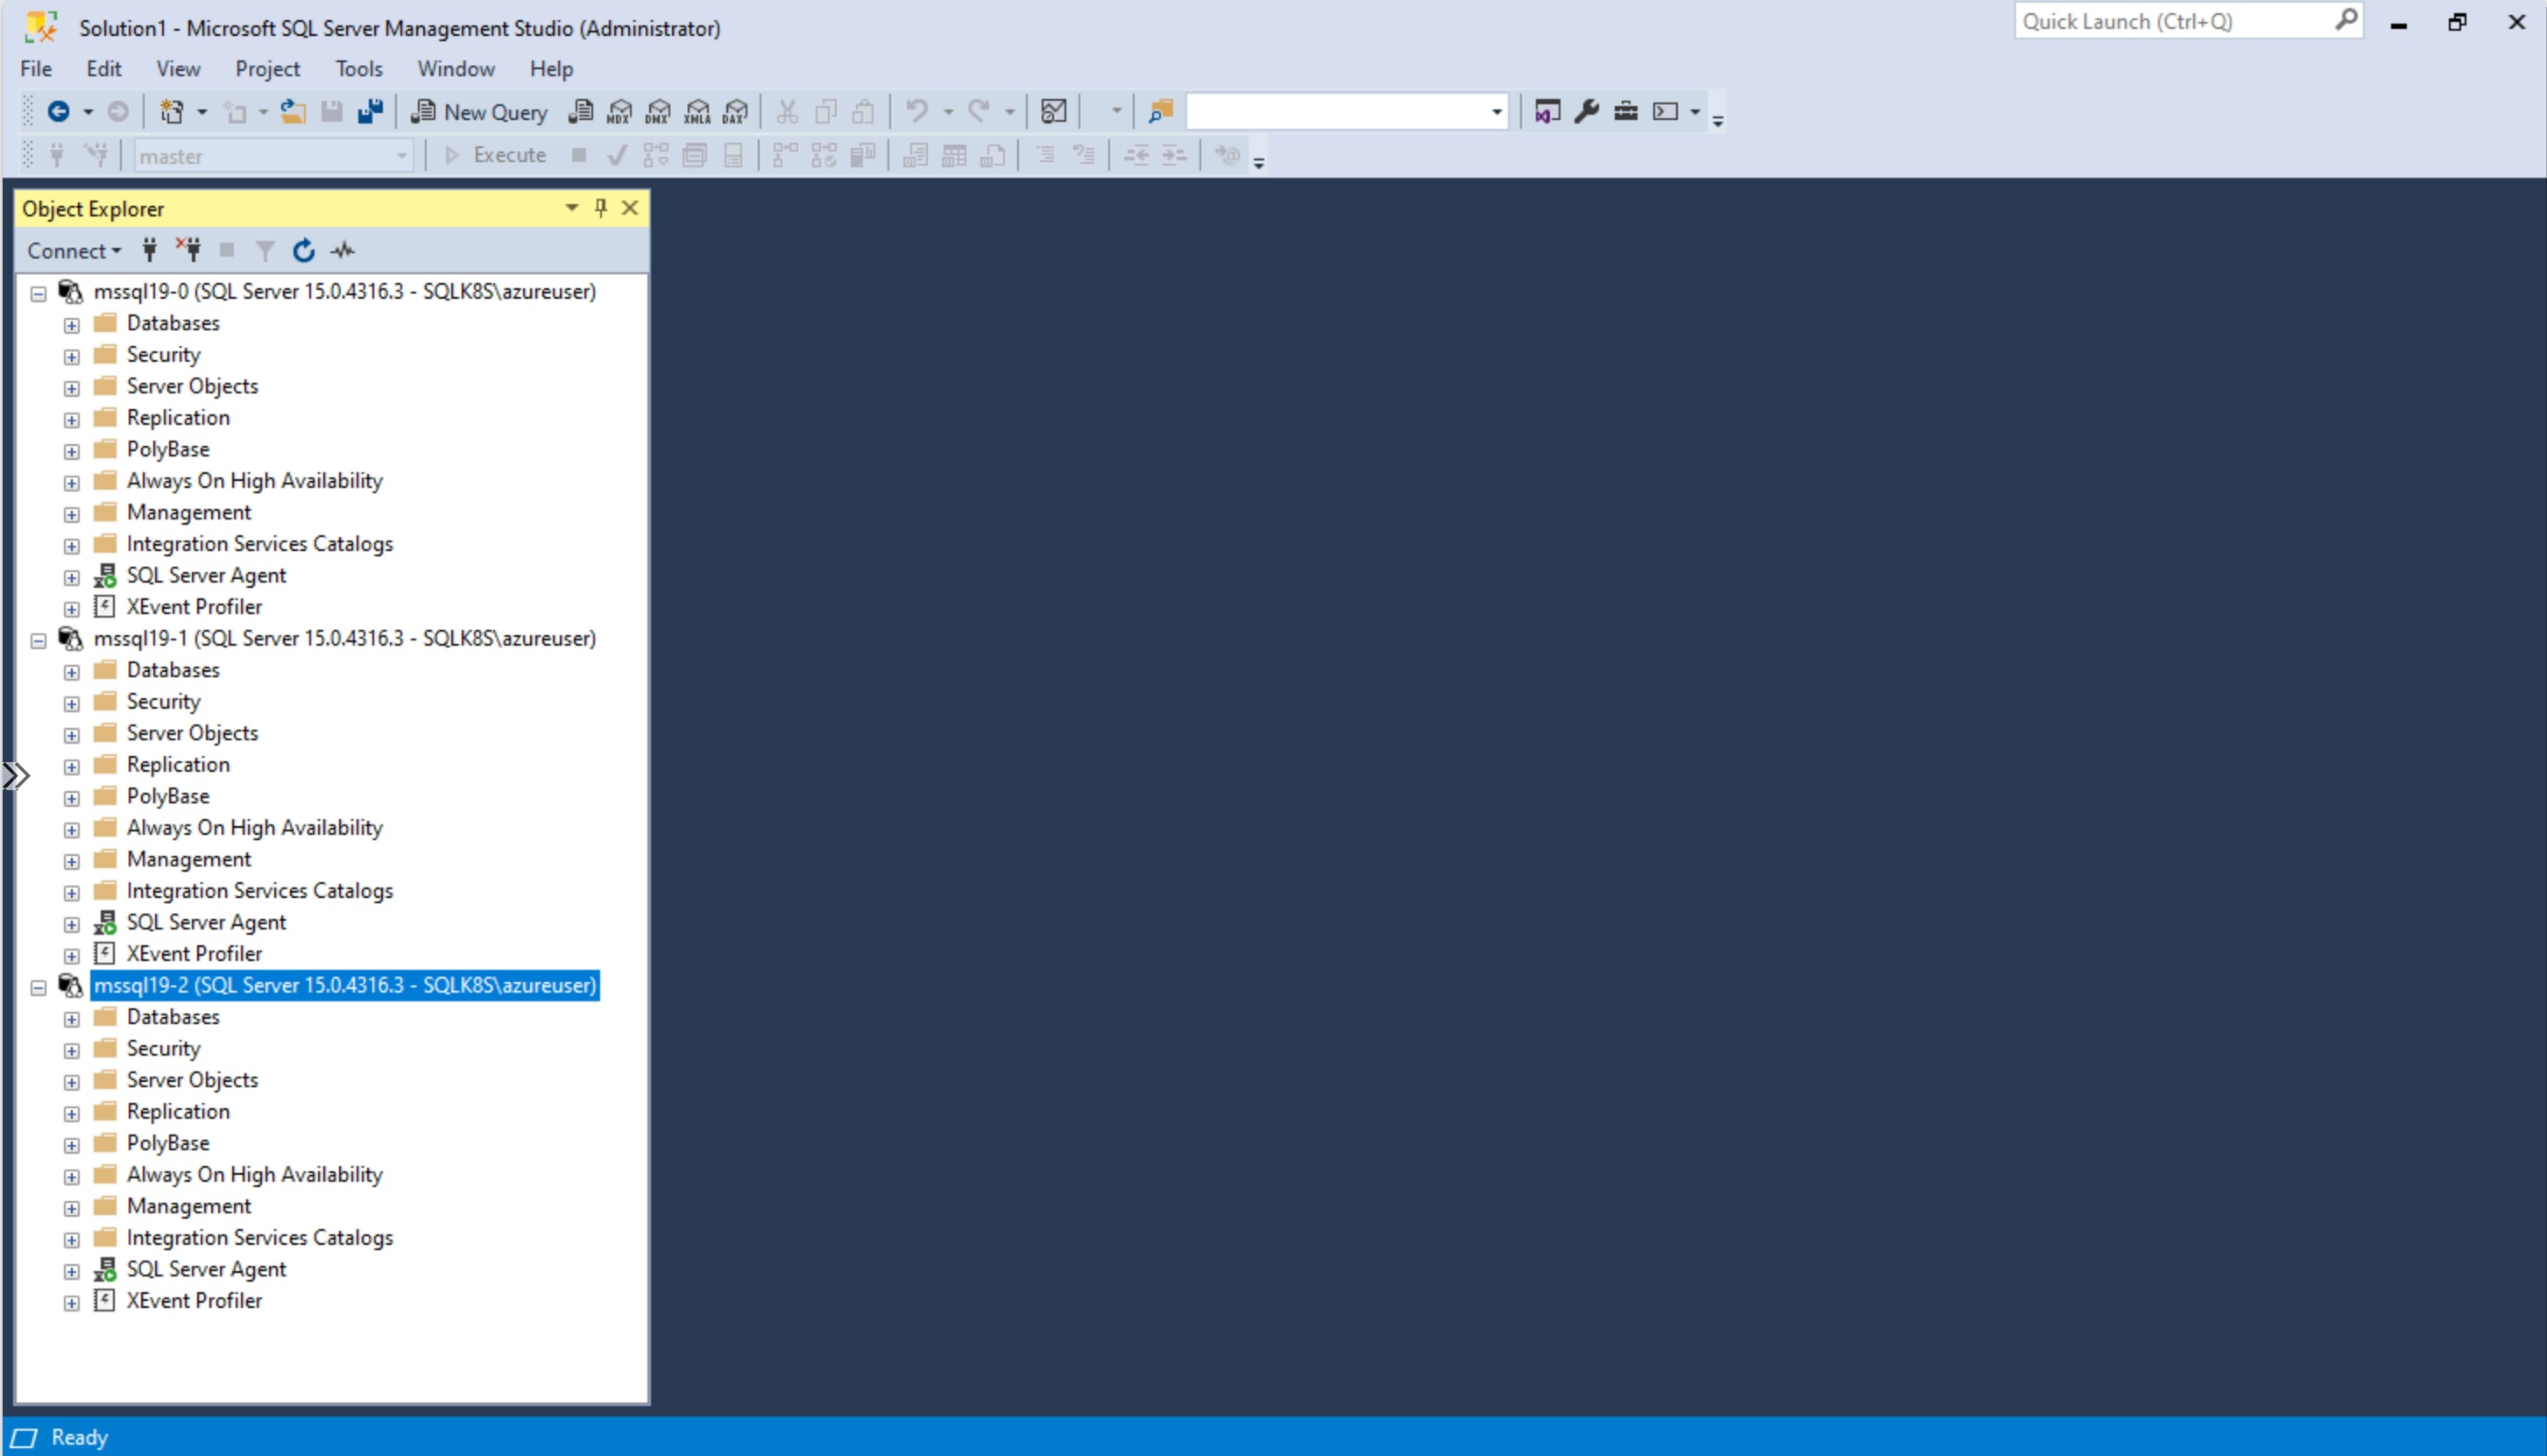 Solution1 - Microsoft SQL Server Management Studio (Administrator)
Quick Launch (Ctrl+Q)
File Edit View Project Tools Window Help
New Query MDX DMX XMLA DAX
master Execute
Object Explorer
Connect
mssql19-0 (SQL Server 15.0.4316.3 - SQLK8S\azureuser)
Databases
Security
Server Objects
Replication
PolyBase
Always On High Availability
Management
Integration Services Catalogs
SQL Server Agent
XEvent Profiler
mssql19-1 (SQL Server 15.0.4316.3 - SQLK8S\azureuser)
Databases
Security
Server Objects
Replication
PolyBase
Always On High Availability
Management
Integration Services Catalogs
SQL Server Agent
XEvent Profiler
mssql19-2 (SQL Server 15.0.4316.3 - SQLK8S\azureuser)
Databases
Security
Server Objects
Replication
PolyBase
Always On High Availability
Management
Integration Services Catalogs
SQL Server Agent
XEvent Profiler
Ready